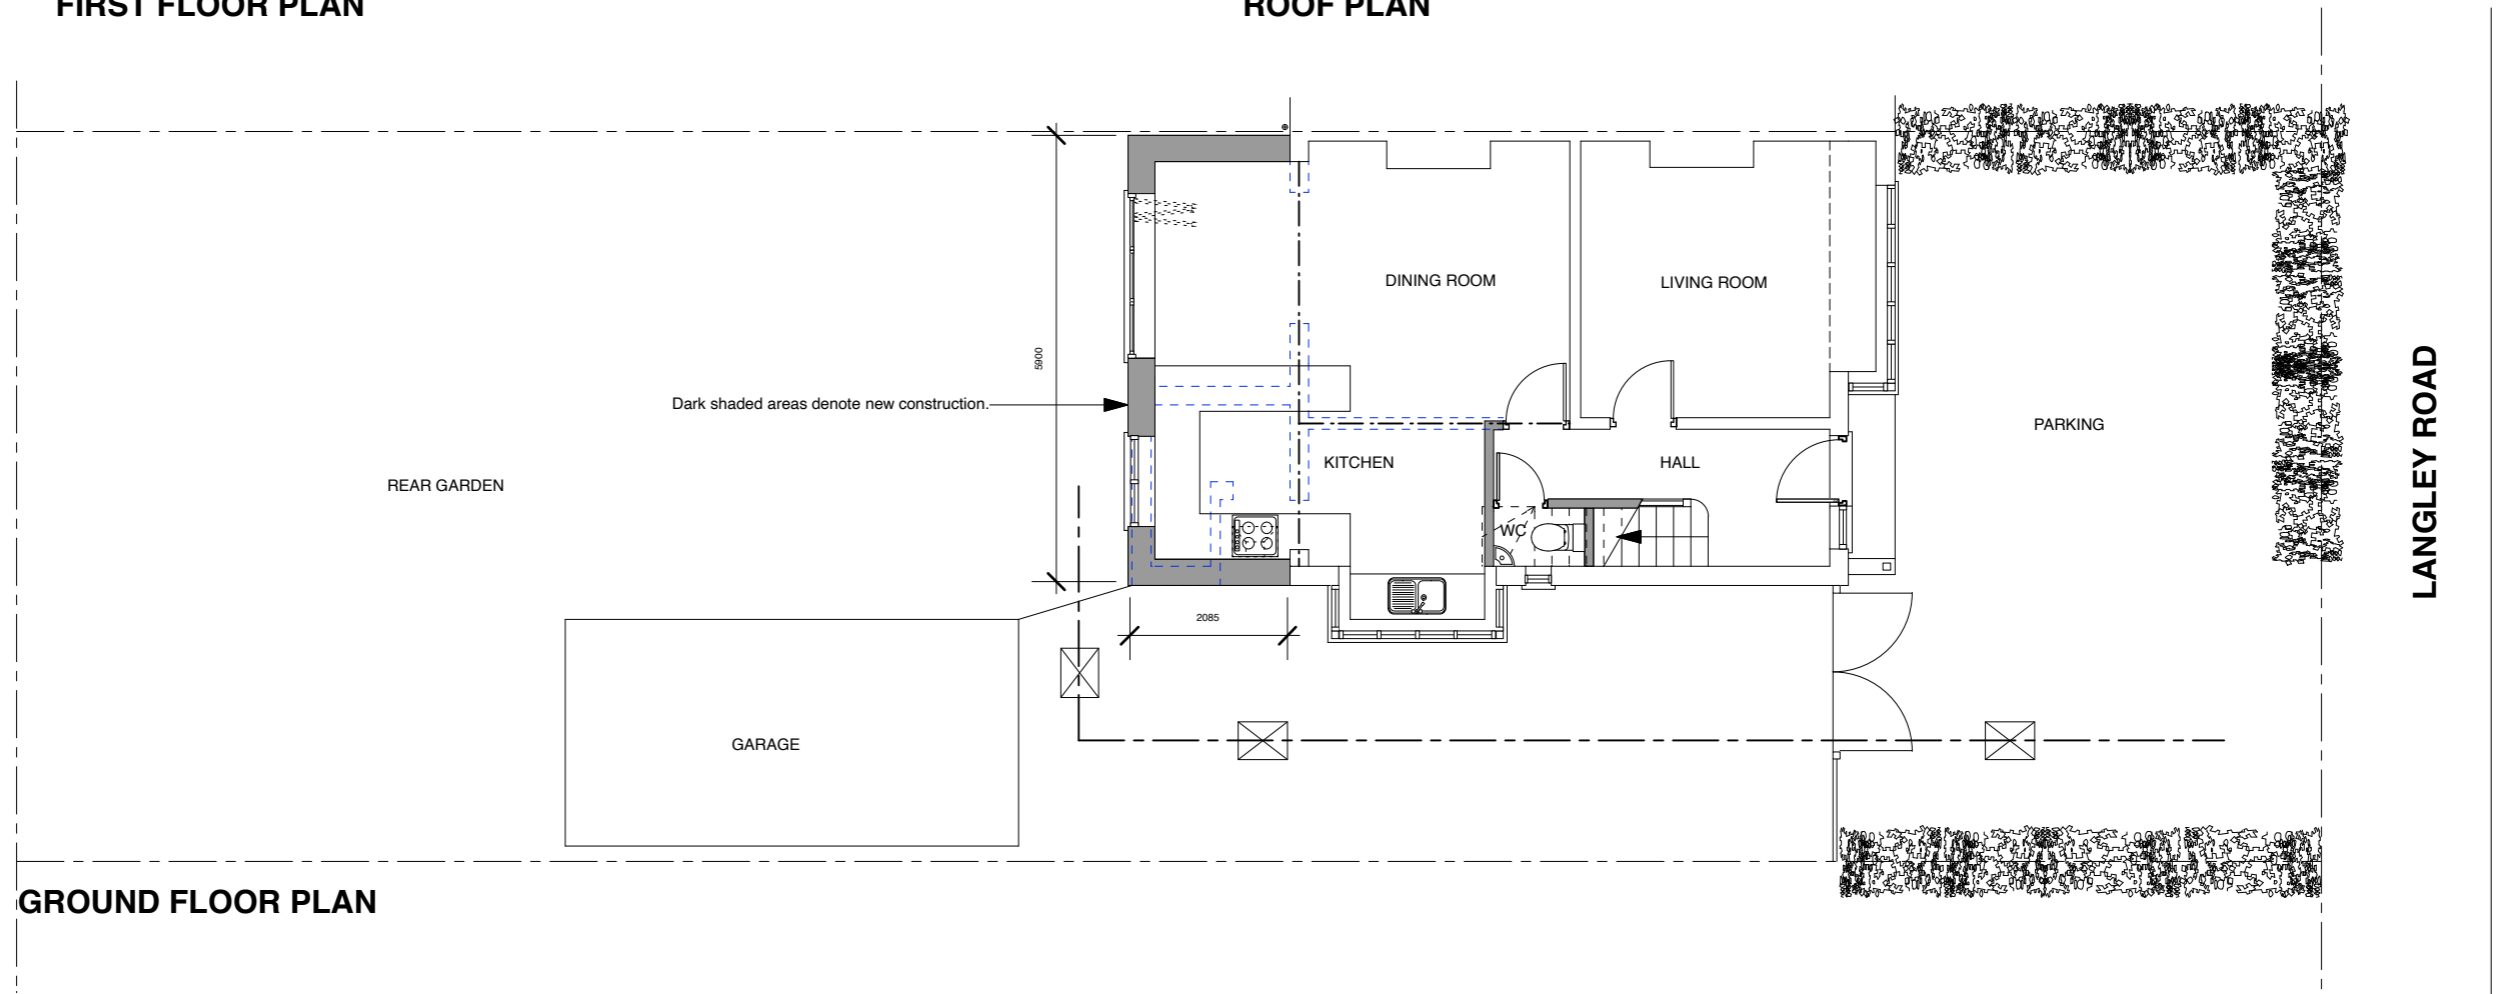 FIRST FLOOR PLAN
ROOF PLAN
DINING ROOM
LIVING ROOM
5900
Dark shaded areas denote new construction.
PARKING
LANGLEY ROAD
KITCHEN
HALL
REAR GARDEN
WC
2085
GARAGE
GROUND FLOOR PLAN